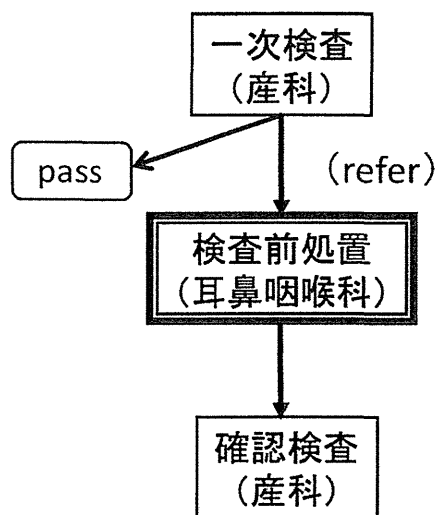 一次検査
(産科)
pass
(refer)
検査前処置
(耳鼻咽喉科)
確認検査
(産科)